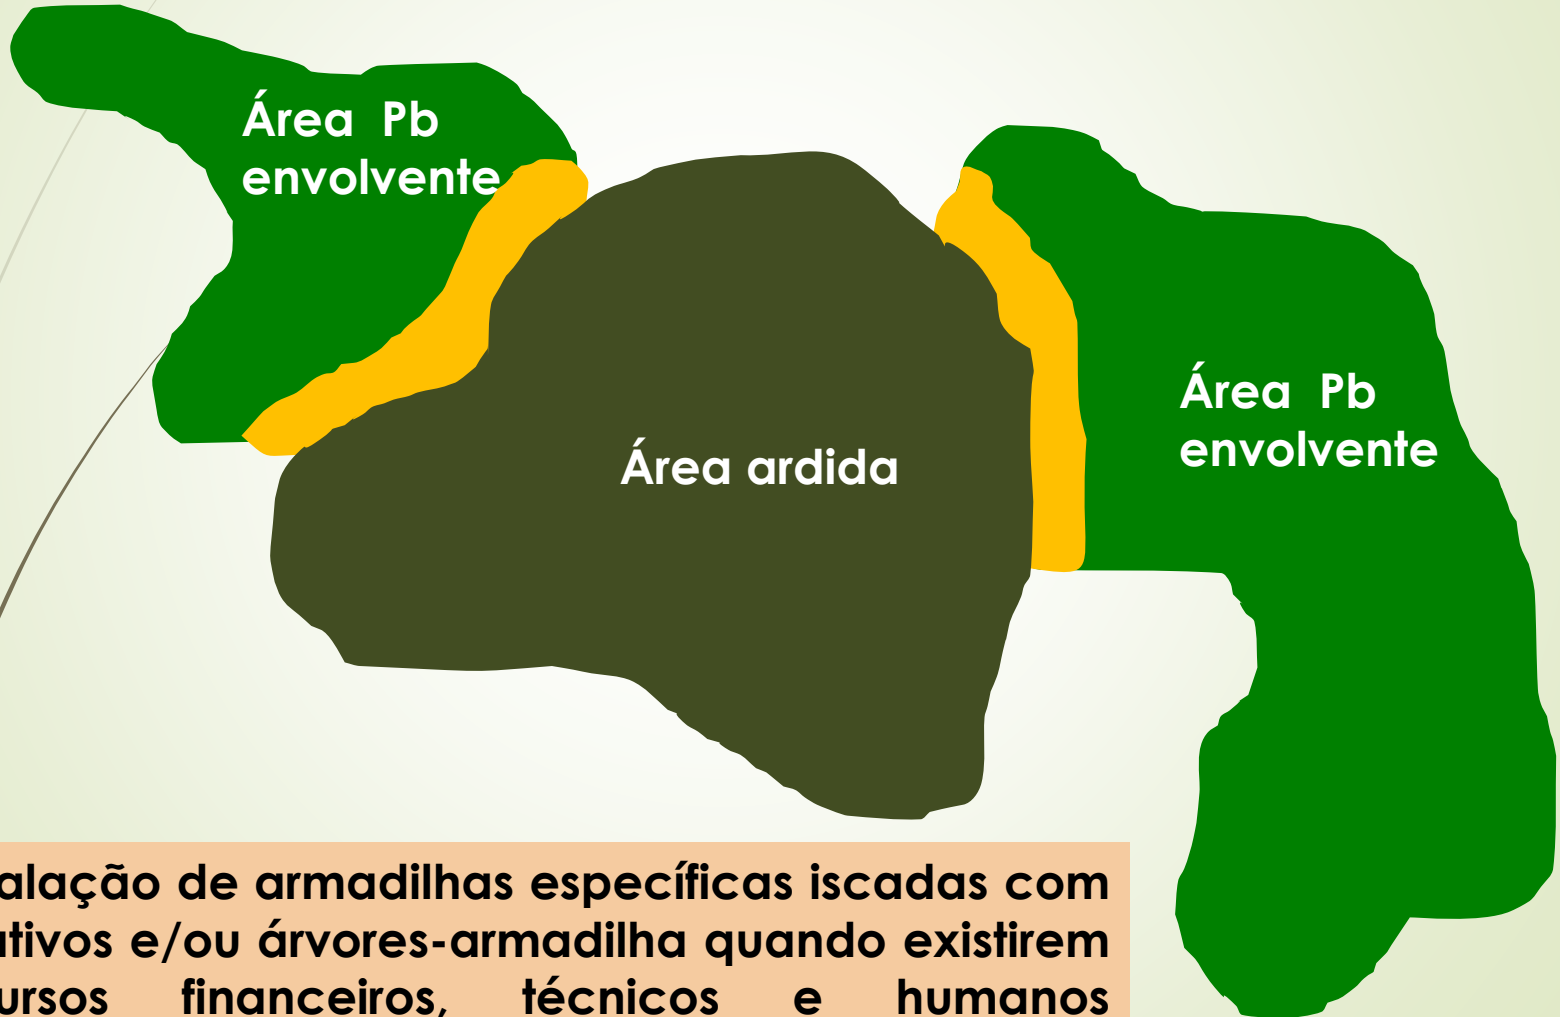 Área Pb
envolvente
Área Pb
envolvente
Área ardida
alação de armadilhas específicas iscadas com
ativos e/ou árvores-armadilha quando existirem
ursos financeiros, técnicos e humanos